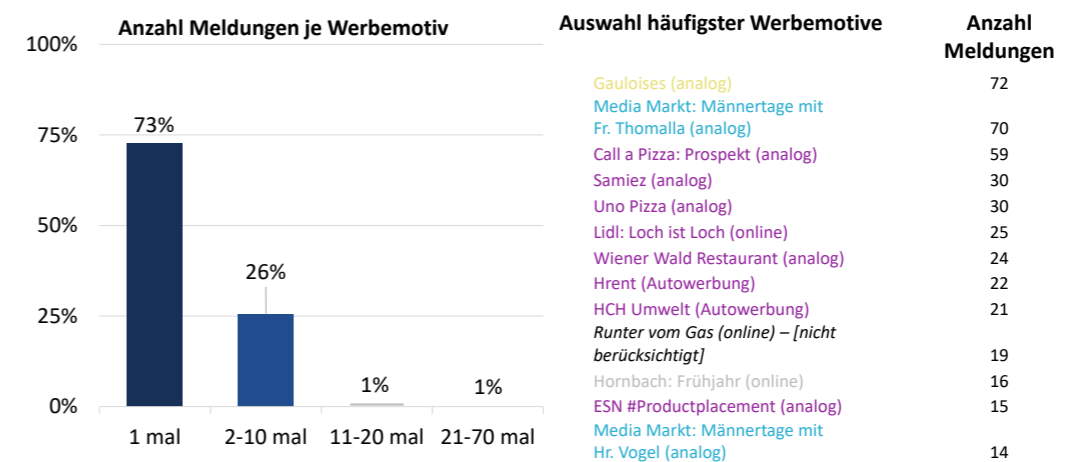 Anzahl Meldungen je Werbemotiv
100%
75%
50%
25%
0%
73%
26%
1%
1%
1 mal
2-10 mal
11-20 mal
21-70 mal
Auswahl häufigster Werbemotive
Anzahl
Meldungen
Gauloises (analog) 72
Media Markt: Männertage mit
Fr. Thomalla (analog) 70
Call a Pizza: Prospekt (analog) 59
Samiez (analog) 30
Uno Pizza (analog) 30
Lidl: Loch ist Loch (online) 25
Wiener Wald Restaurant (analog) 24
Hrent (Autowerbung) 22
HCH Umwelt (Autowerbung) 21
Runter vom Gas (online) – [nicht
berücksichtigt] 19
Hornbach: Frühjahr (online) 16
ESN #Productplacement (analog) 15
Media Markt: Männertage mit
Hr. Vogel (analog) 14